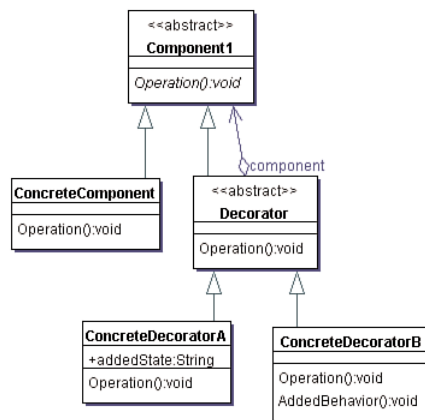 <<abstract>>
Component1
Operation():void
component
ConcreteComponent
Operation():void
<<abstract>>
Decorator
Operation():void
ConcreteDecoratorA
+addedState:String
Operation():void
ConcreteDecoratorB
Operation():void
AddedBehavior():void